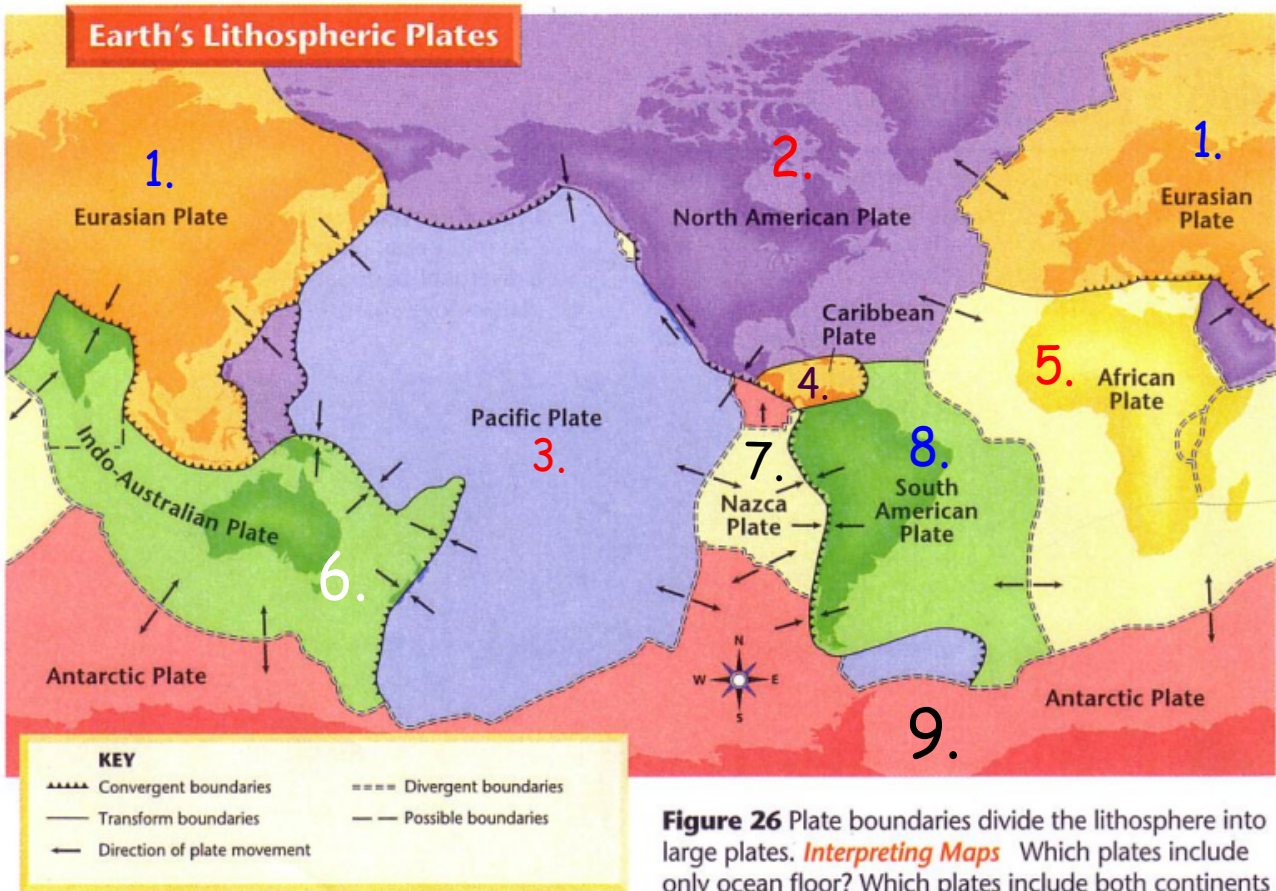 Earth's Lithospheric Plates
1.
Eurasian Plate
2.
North American Plate
1.
Eurasian
Plate
Caribbean
Plate
4.
5.
African
Plate
Pacific Plate
3.
7.
Nazca
Plate
8.
South
American
Plate
Indo-Australian Plate
6.
Antarctic Plate
N
W
E
S
9.
Antarctic Plate
KEY
Convergent boundaries
Divergent boundaries
Transform boundaries
Possible boundaries
Direction of plate movement
Figure 26 Plate boundaries divide the lithosphere into
large plates. Interpreting Maps Which plates include
only ocean floor? Which plates include both continents